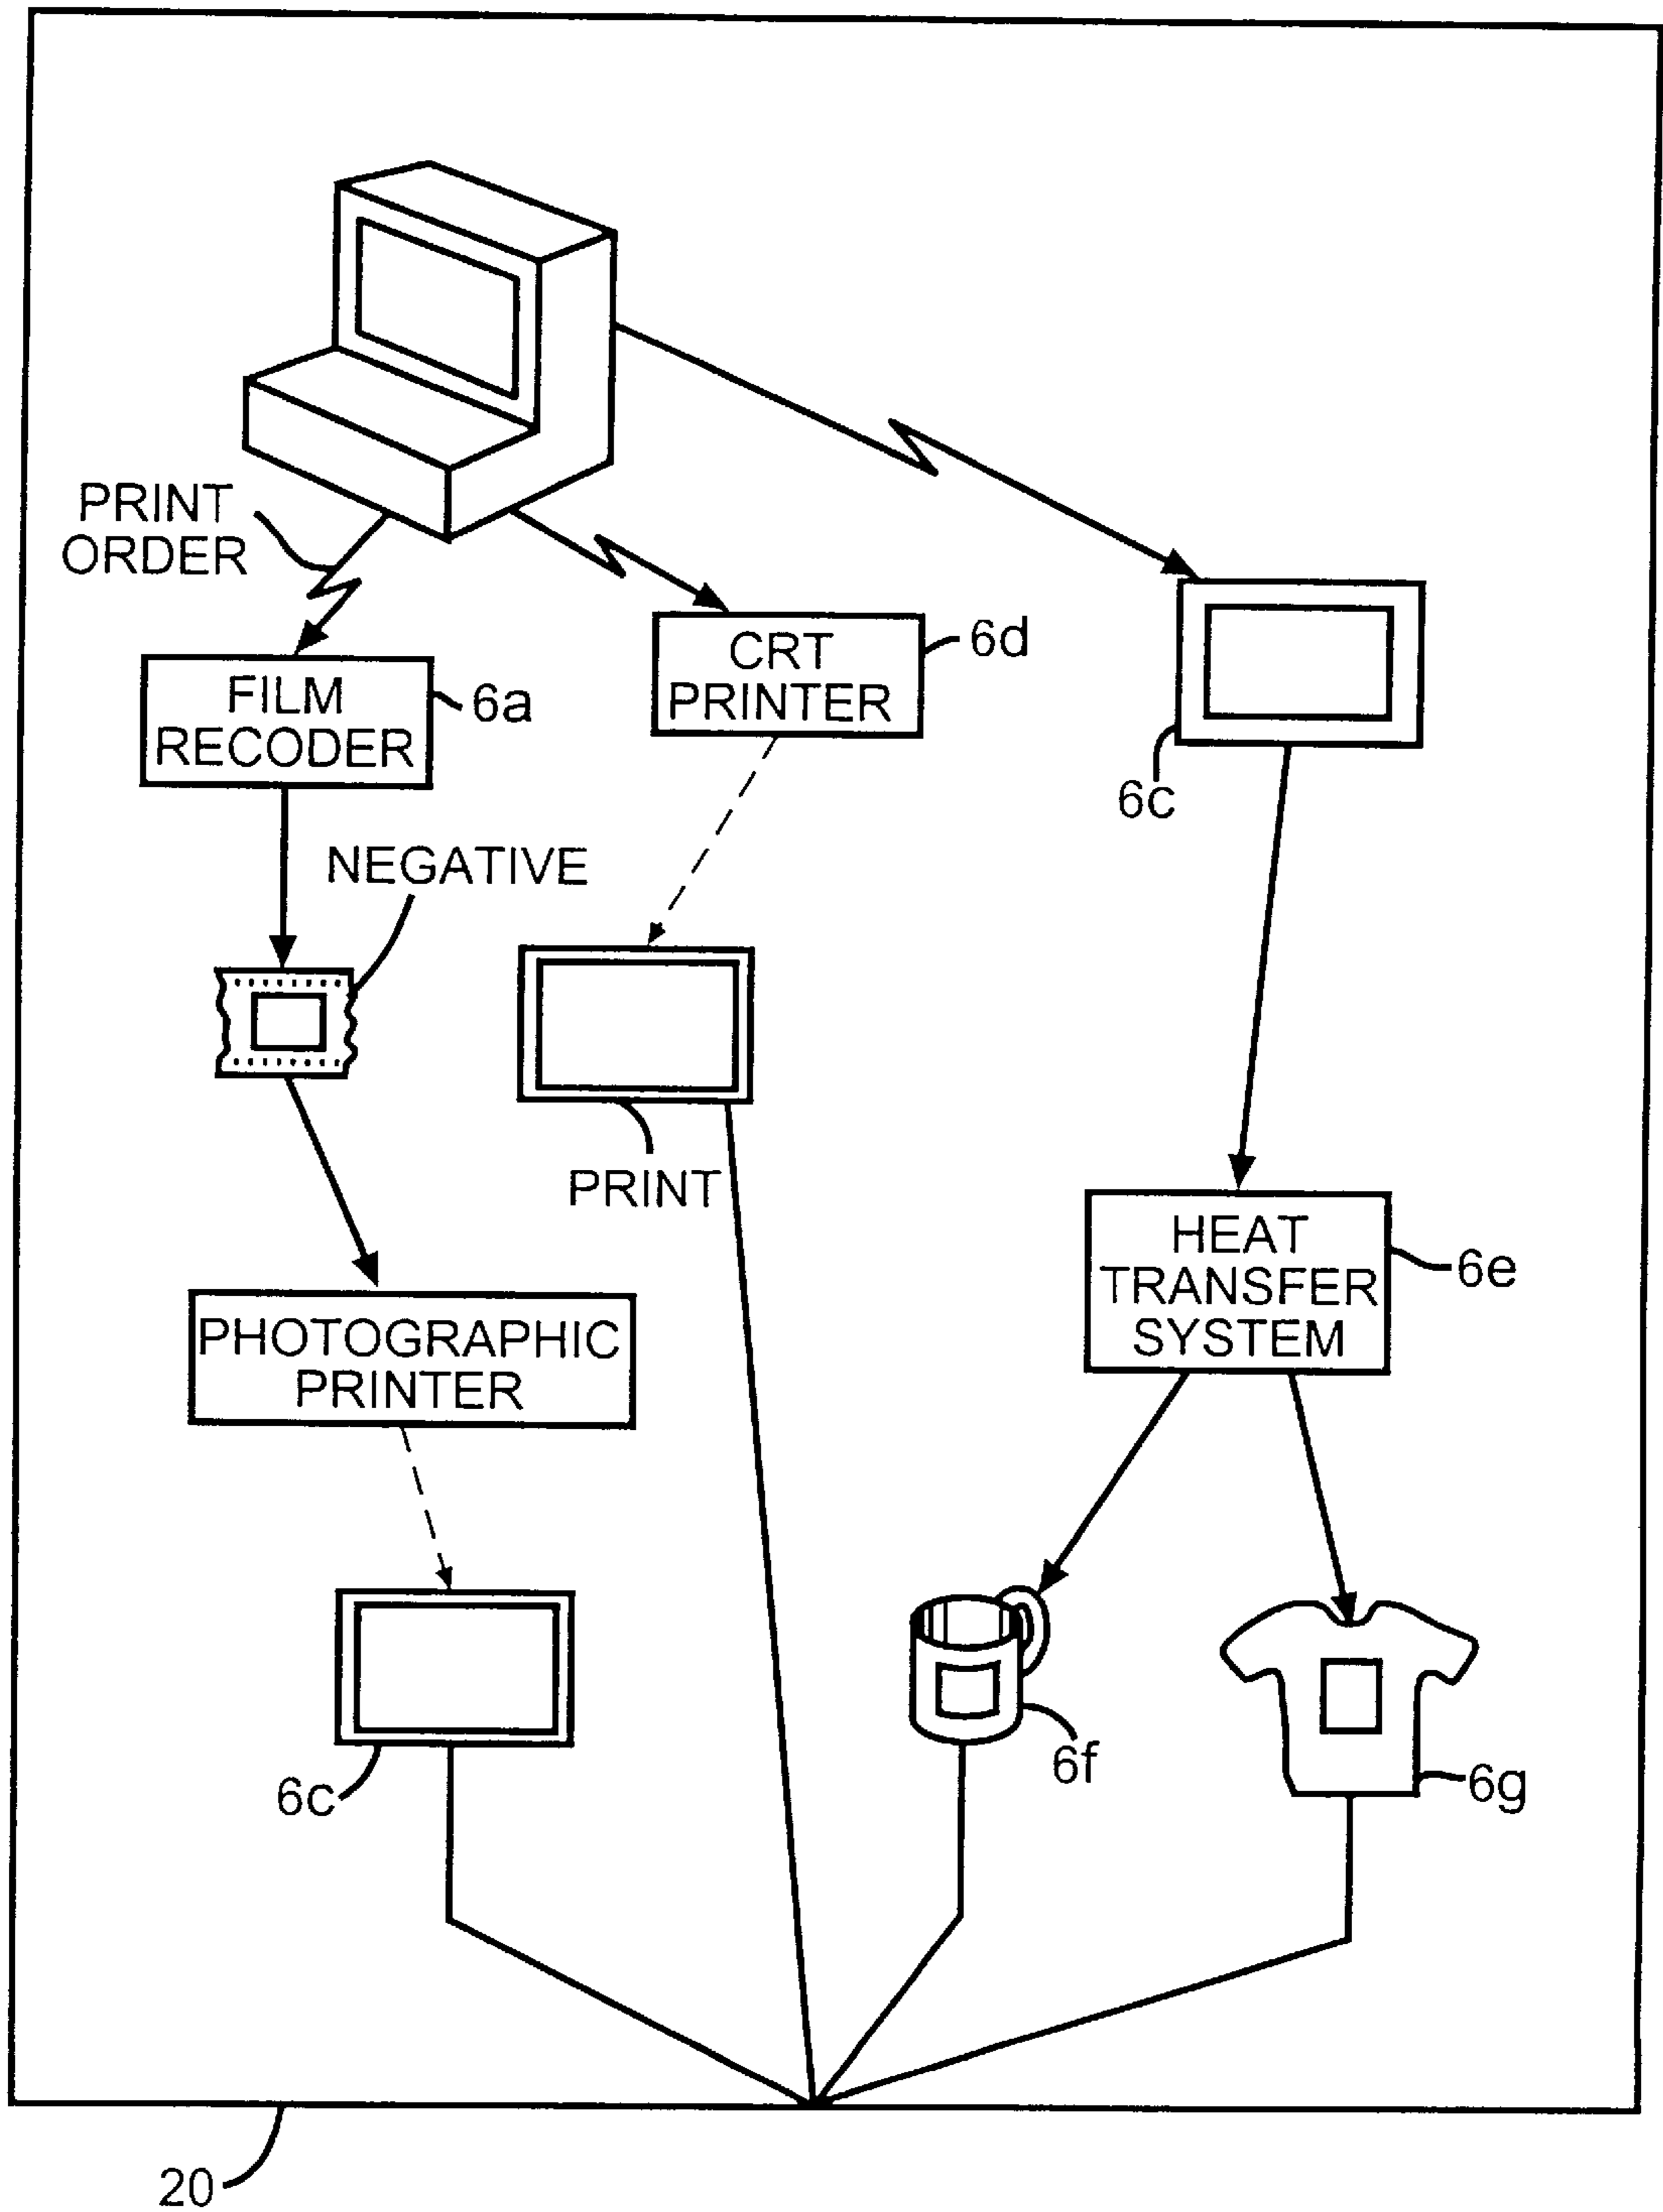 PRINT
ORDER
FILM
RECODER
6a
CRT
PRINTER
6d
6c
NEGATIVE
PRINT
HEAT
TRANSFER
SYSTEM
6e
PHOTOGRAPHIC
PRINTER
6c
6f
6g
20